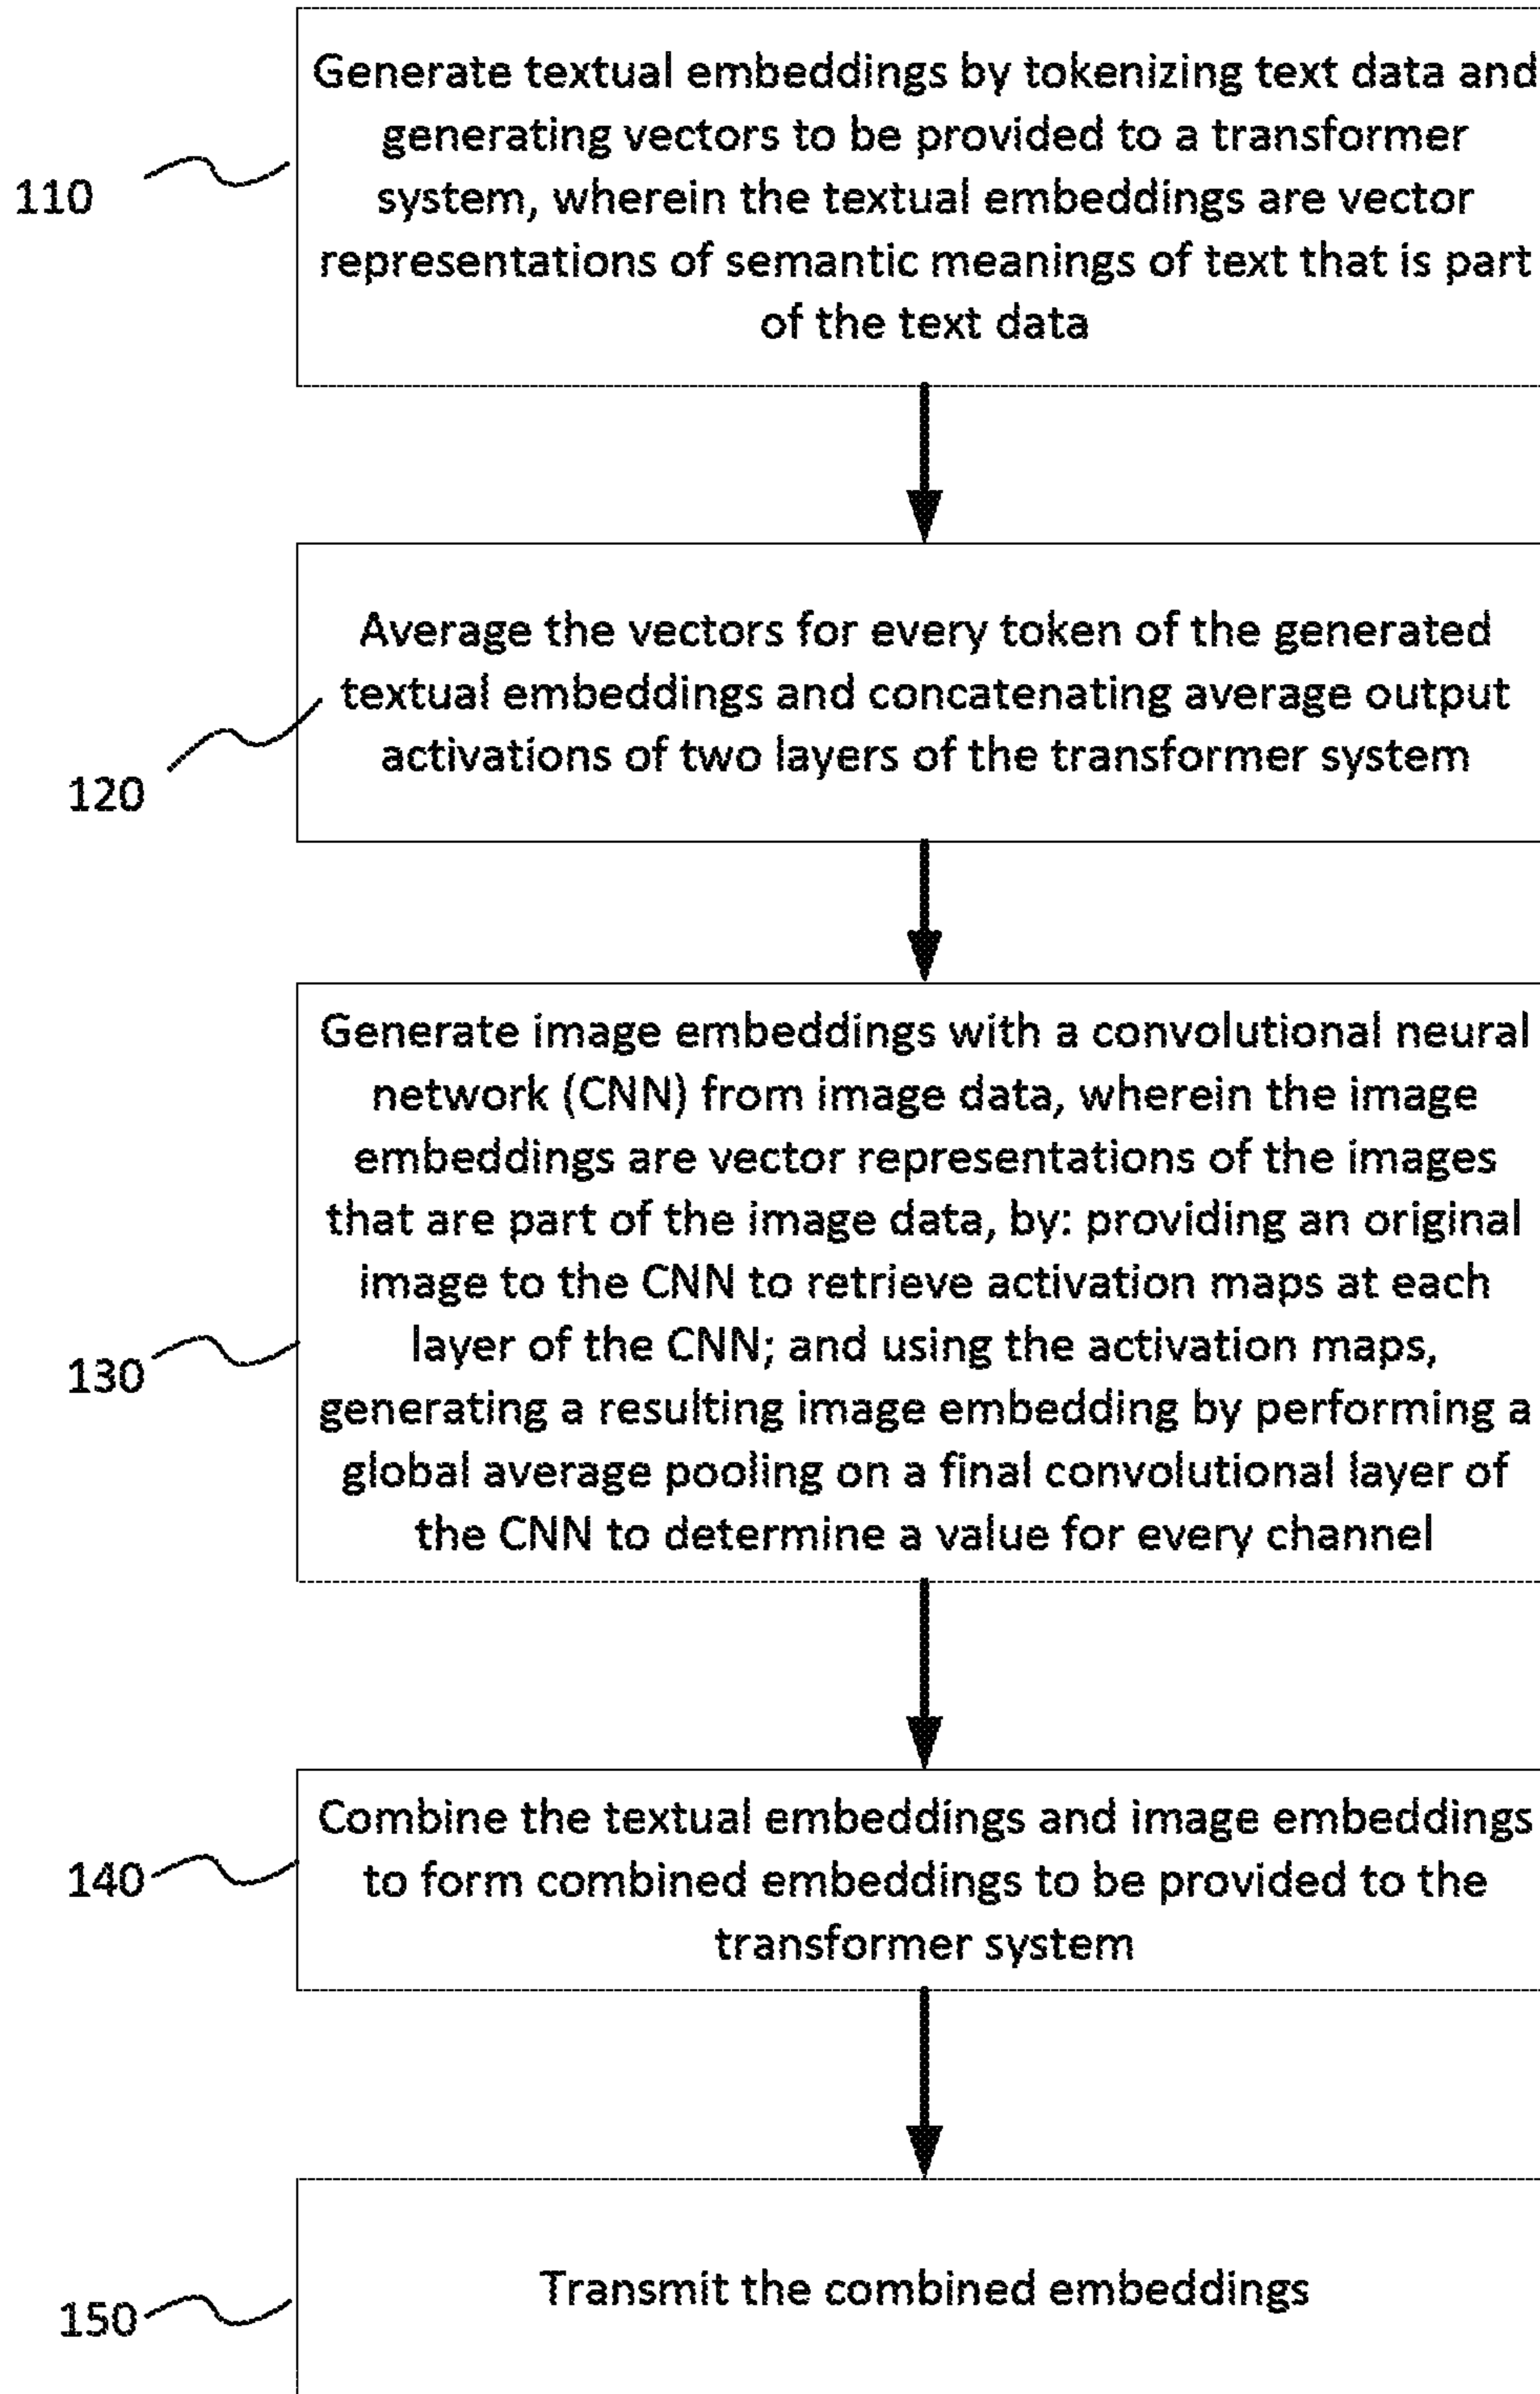 Generate textual embeddings by tokenizing text data and
generating vectors to be provided to a transformer
system, wherein the textual embeddings are vector
representations of semantic meanings of text that is part
of the text data
110
Average the vectors for every token of the generated
textual embeddings and concatenating average output
activations of two layers of the transformer system
120
Generate image embeddings with a convolutional neural
network (CNN) from image data, wherein the image
embeddings are vector representations of the images
that are part of the image data, by: providing an original
image to the CNN to retrieve activation maps at each
layer of the CNN; and using the activation maps,
generating a resulting image embedding by performing a
global average pooling on a final convolutional layer of
the CNN to determine a value for every channel
130
Combine the textual embeddings and image embeddings
to form combined embeddings to be provided to the
transformer system
140
Transmit the combined embeddings
150